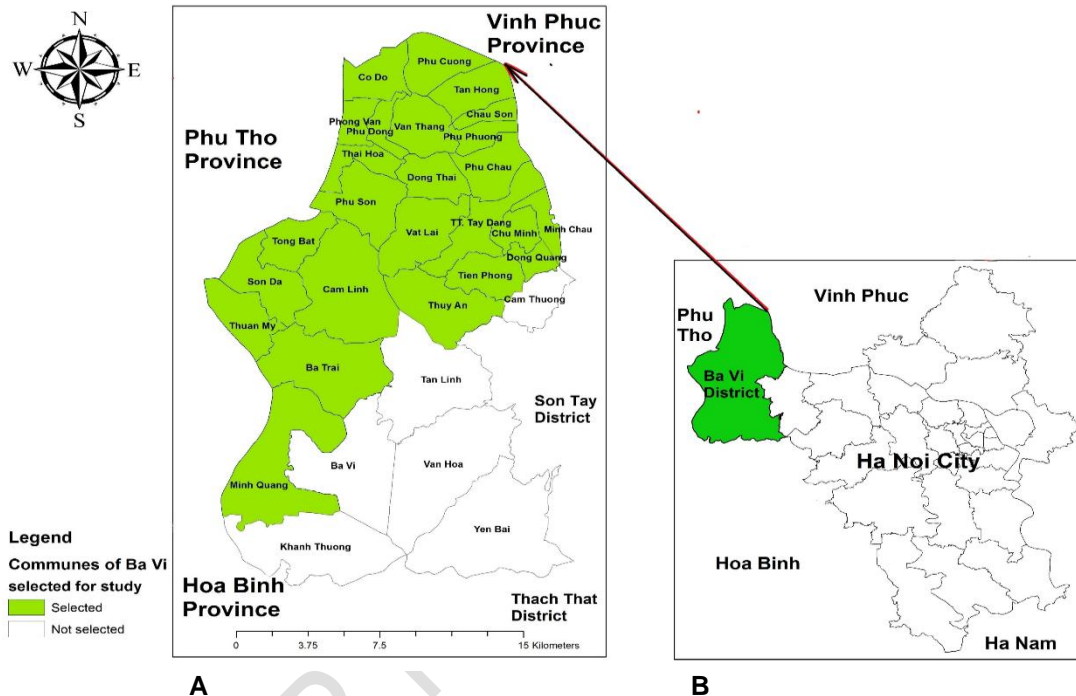 N
W
E
S
Vinh Phuc
Province
Phu Tho
Province
Co Do
Phu Cuong
Tan Hong
Chau Son
Phong Van
Phu Dong
Van Thang
Phu Phuong
Thai Hoa
Dong Thai
Phu Chau
Phu Son
Vat Lai
TT. Tay Dang
Chu Minh
Minh Chau
Tong Bat
Dong Quang
Tien Phong
Son Da
Cam Linh
Thuy An
Cam Thuong
Thuan My
Ba Trai
Tan Linh
Son Tay
District
Ba Vi
Van Hoa
Minh Quang
Yen Bai
Khanh Thuong
Hoa Binh
Province
Thach That
District
0 3.75 7.5 15 Kilometers
Legend
Communes of Ba Vi
selected for study
Selected
Not selected
A
Vinh Phuc
Phu
Tho
Ba Vi
District
Ha Noi City
Hoa Binh
Ha Nam
B